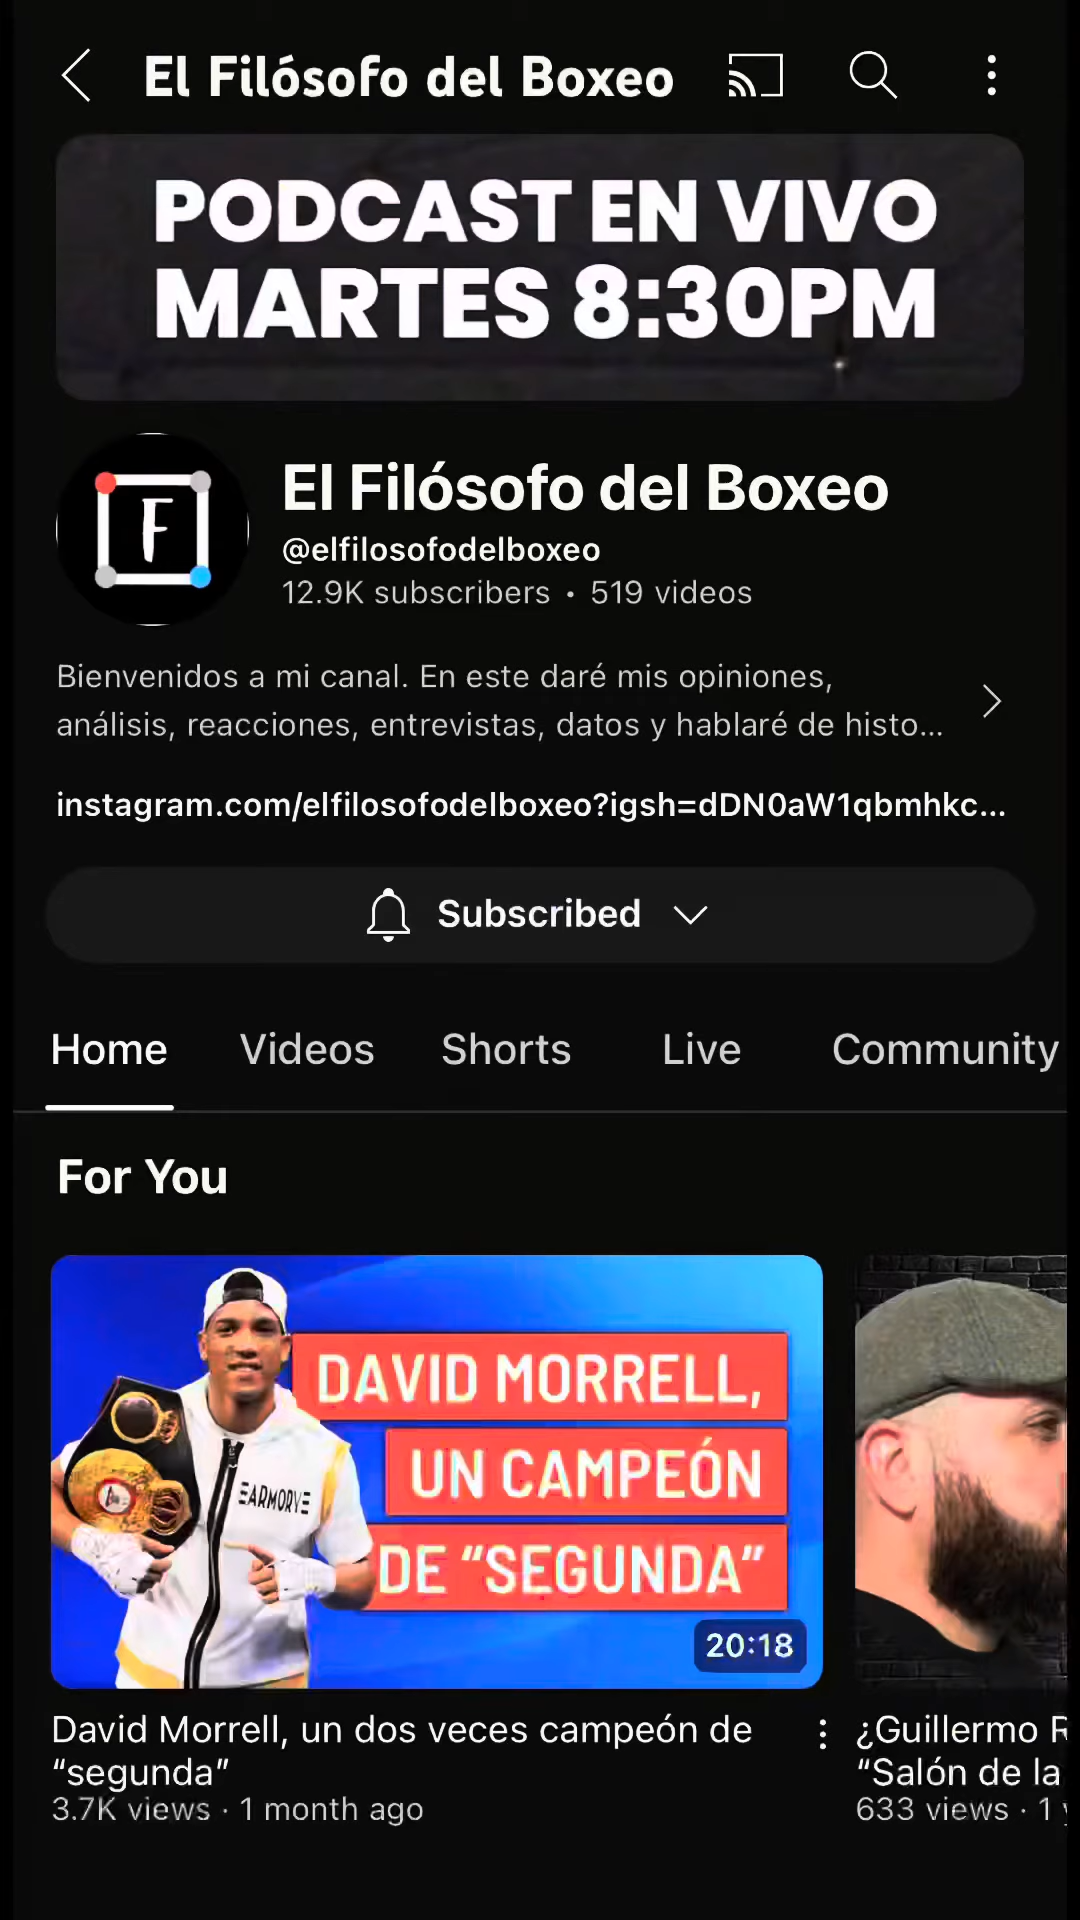 El Filósofo del Boxeo
PODCAST EN VIVO
MARTES 8:30PM
F
El Filósofo del Boxeo
@elfilosofodelboxeo
12.9K subscribers • 519 videos
Bienvenidos a mi canal. En este daré mis opiniones,
análisis, reacciones, entrevistas, datos y hablaré de histo...
instagram.com/elfilosofodelboxeo?igsh=dDN0aW1qbmhkc...
Subscribed
Home Videos Shorts Live Community
For You
DAVID MORRELL,
UN CAMPEÓN
DE “SEGUNDA”
ARMORY
20:18
David Morrell, un dos veces campeón de
“segunda”
3.7K views · 1 month ago
¿Guillermo R
“Salón de la
633 views · 1